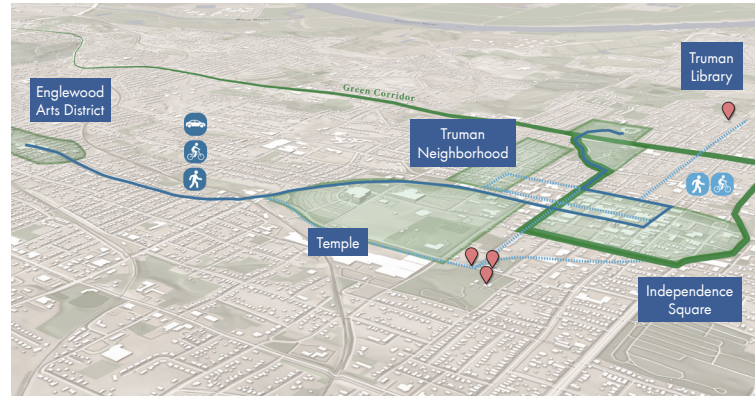 Truman
Library
Englewood
Arts District
Green Corridor
Truman
Neighborhood
Temple
Independence
Square